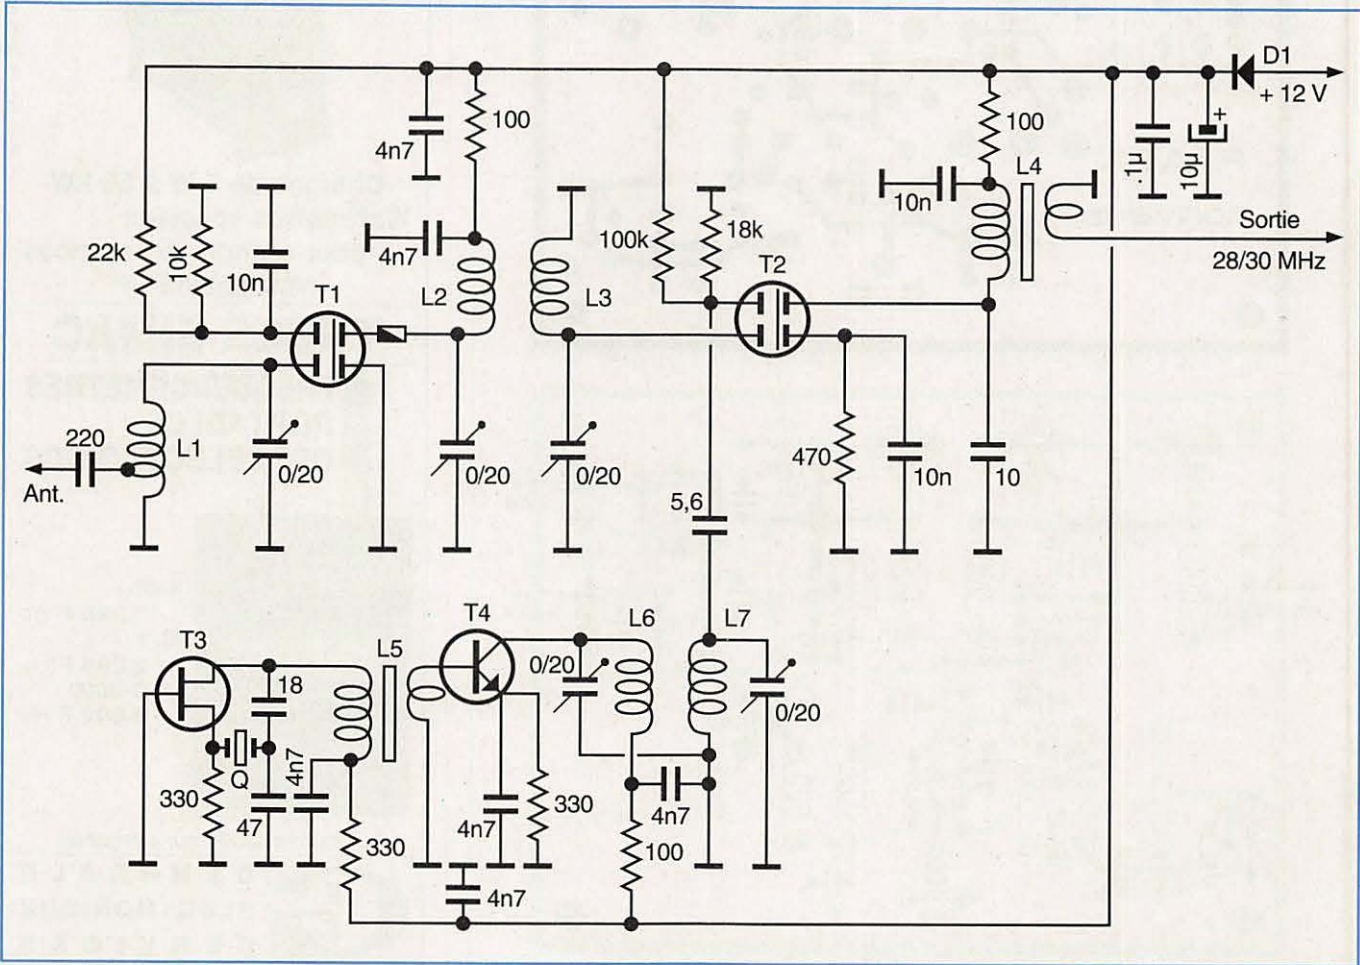 D1
+ 12 V
100
4n7
100
L4
.1µ
+
10µ
10n
Sortie
28/30 MHz
22k
10k
10n
T1
4n7
L2
L3
100k
18k
T2
220
Ant.
L1
0/20
0/20
0/20
470
10n
10
5,6
T3
18
L5
T4
0/20
L6
L7
0/20
330
Q
47
4n7
330
4n7
330
4n7
100
4n7